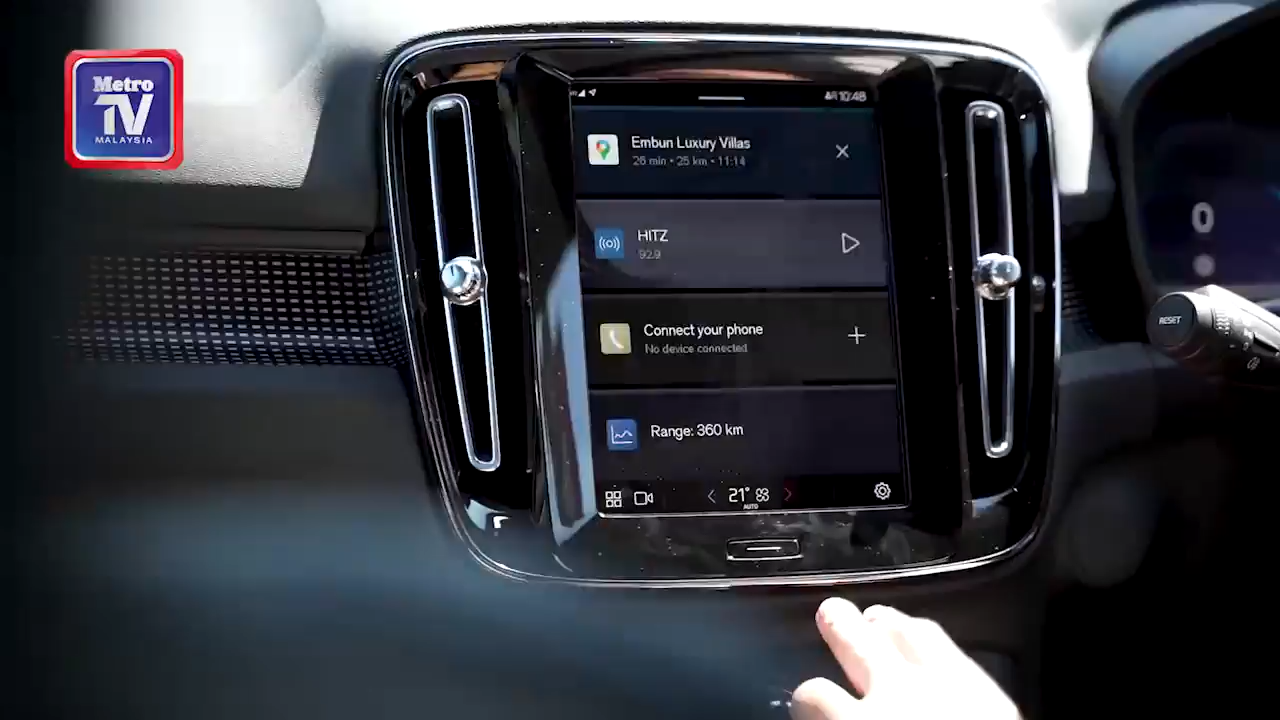 Metro
TV
MALAYSIA
10:48
Embun Luxury Villas
26 min • 25 km • 11:14
HITZ
92.9
Connect your phone
No device connected
Range: 360 km
21°
AUTO
0
RESET